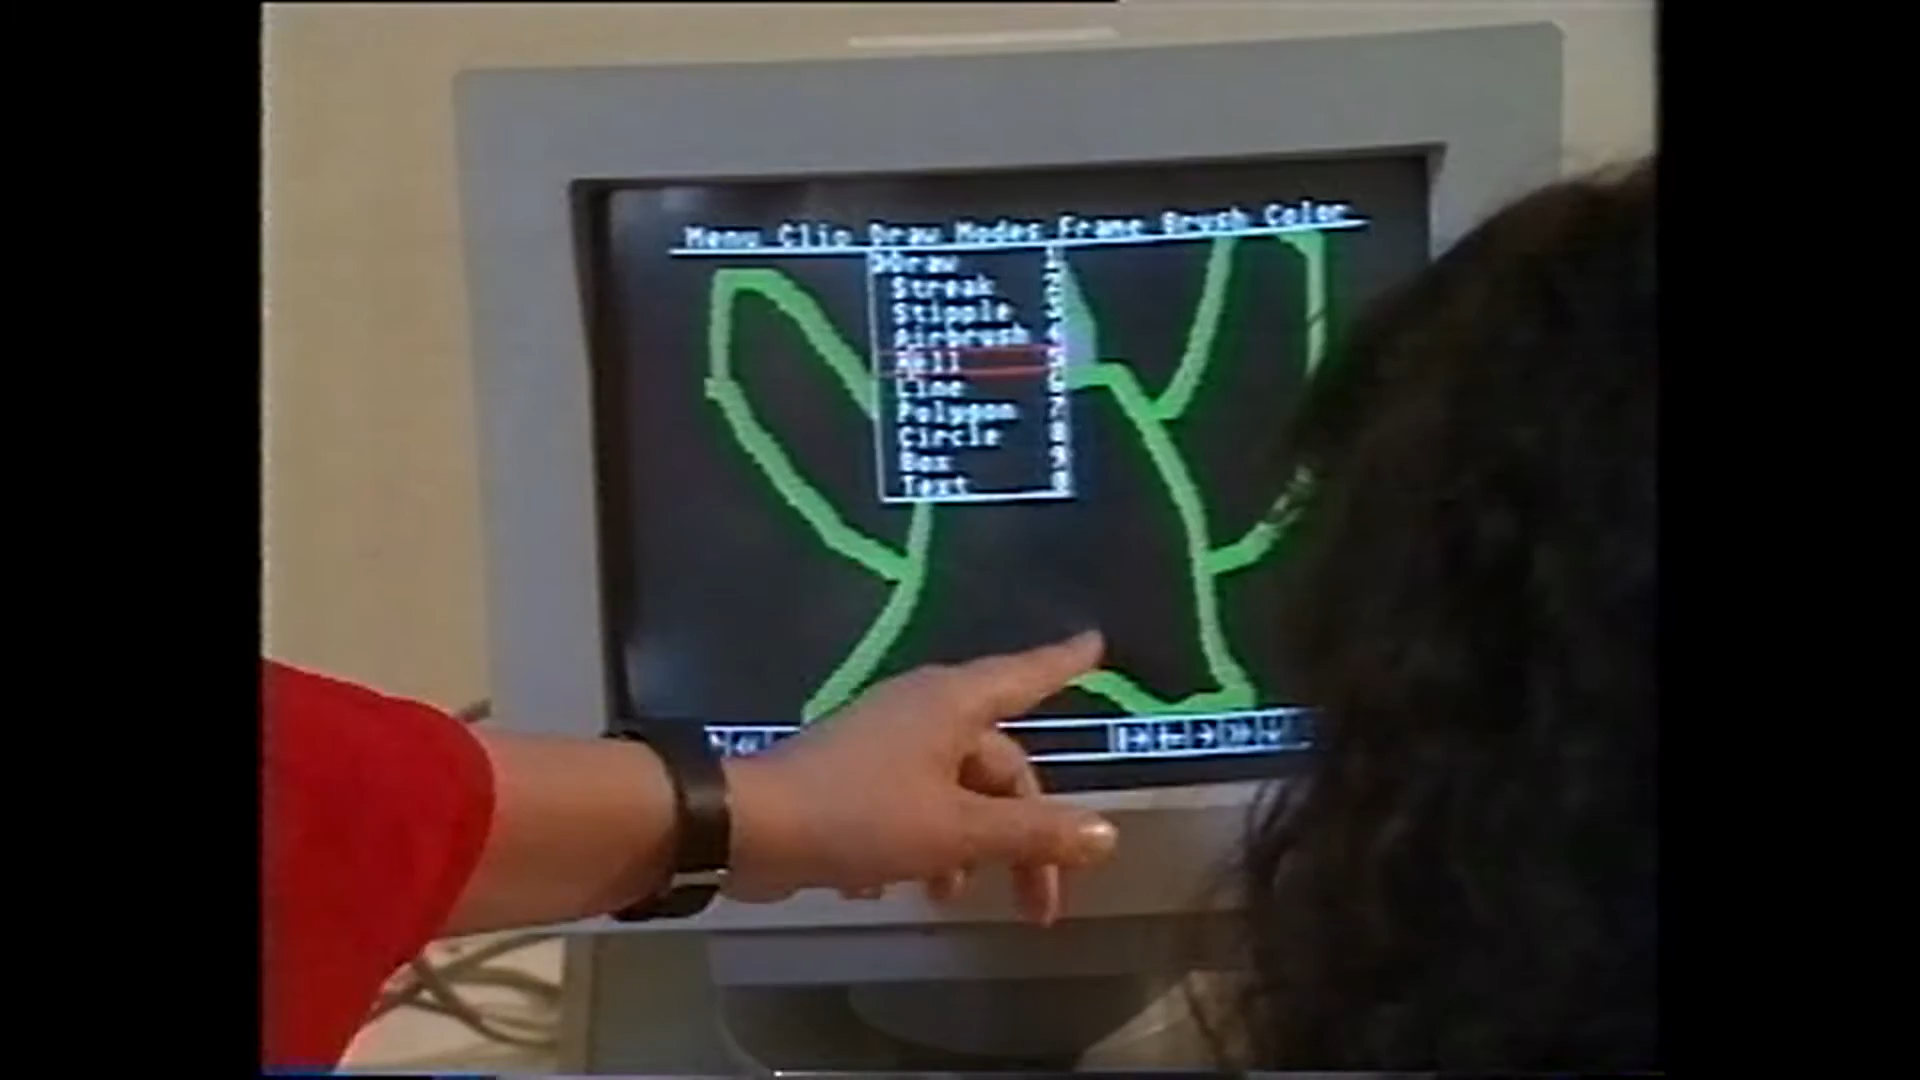 Menu Clip Draw Modes Frame Brush Color
Draw 1
Streak 2
Stipple 3
Airbrush 4
Fill 5
Line 6
Polygon 7
Circle 8
Box 9
Text 0